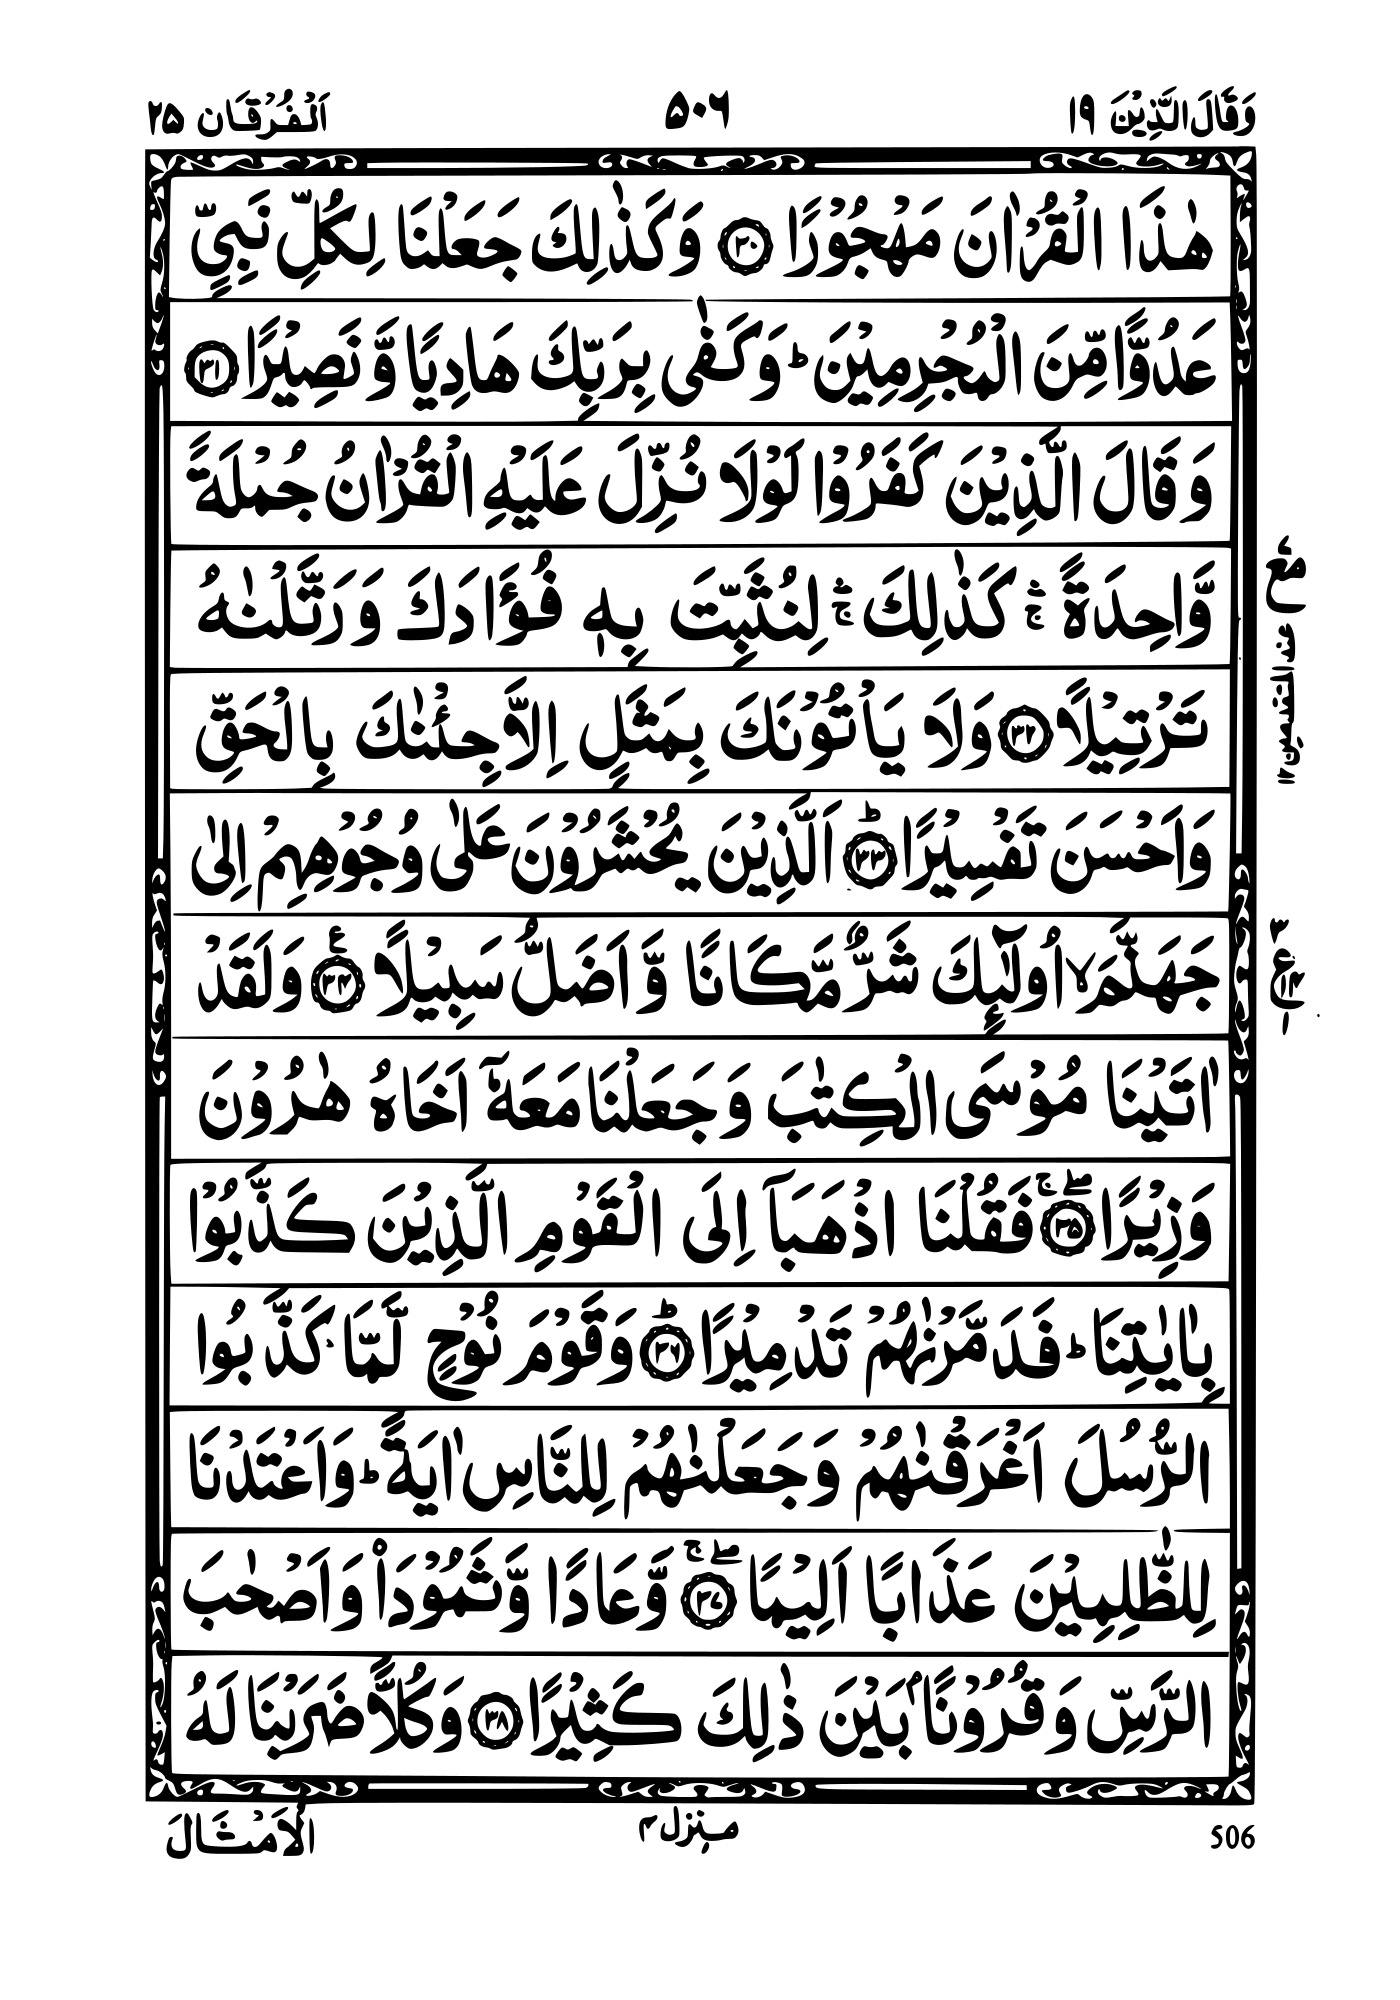 وَقَالَ الَّذِيْنَ ١٩
٥٠٦
اَلْفُرْقَان ٢٥
هٰذَا الْقُرْاٰنَ مَهْجُوْرًا ﴿٣٠﴾ وَكَذٰلِكَ جَعَلْنَا لِكُلِّ نَبِيٍّ
عَدُوًّا مِّنَ الْمُجْرِمِيْنَ ؕ وَكَفٰى بِرَبِّكَ هَادِيًا وَّ نَصِيْرًا ﴿٣١﴾
وَ قَالَ الَّذِيْنَ كَفَرُوْا لَوْلَا نُزِّلَ عَلَيْهِ الْقُرْاٰنُ جُمْلَةً
وَّاحِدَةً ۛۚ كَذٰلِكَ ۛۚ لِنُثَبِّتَ بِهٖ فُؤَادَكَ وَ رَتَّلْنٰهُ
تَرْتِيْلًا ﴿٣٢﴾ وَلَا يَاْتُوْنَكَ بِمَثَلٍ اِلَّا جِئْنٰكَ بِالْحَقِّ
وَاَحْسَنَ تَفْسِيْرًا ﴿٣٣﴾ؕ اَلَّذِيْنَ يُحْشَرُوْنَ عَلٰى وُجُوْهِهِمْ اِلٰى
جَهَنَّمَ ۙ اُولٰٓئِكَ شَرٌّ مَّكَانًا وَّ اَضَلُّ سَبِيْلًا ﴿٣٤﴾ۧ وَلَقَدْ
اٰتَيْنَا مُوْسَى الْكِتٰبَ وَ جَعَلْنَا مَعَهٗٓ اَخَاهُ هٰرُوْنَ
وَزِيْرًا ﴿٣٥﴾ۚۖ فَقُلْنَا اذْهَبَآ اِلَى الْقَوْمِ الَّذِيْنَ كَذَّبُوْا
بِاٰيٰتِنَا ؕ فَدَمَّرْنٰهُمْ تَدْمِيْرًا ﴿٣٦﴾ؕ وَقَوْمَ نُوْحٍ لَّمَّا كَذَّبُوا
الرُّسُلَ اَغْرَقْنٰهُمْ وَجَعَلْنٰهُمْ لِلنَّاسِ اٰيَةً ؕ وَاَعْتَدْنَا
لِلظّٰلِمِيْنَ عَذَابًا اَلِيْمًا ﴿٣٧﴾ۚۖ وَّعَادًا وَّثَمُوْدَا۟ وَاَصْحٰبَ
الرَّسِّ وَ قُرُوْنًۢا بَيْنَ ذٰلِكَ كَثِيْرًا ﴿٣٨﴾ وَكُلًّا ضَرَبْنَا لَهُ
مع
عند المتقدمين ١٢
٣
ع
١
506
منزل ٤
الْاَمْثَالَ